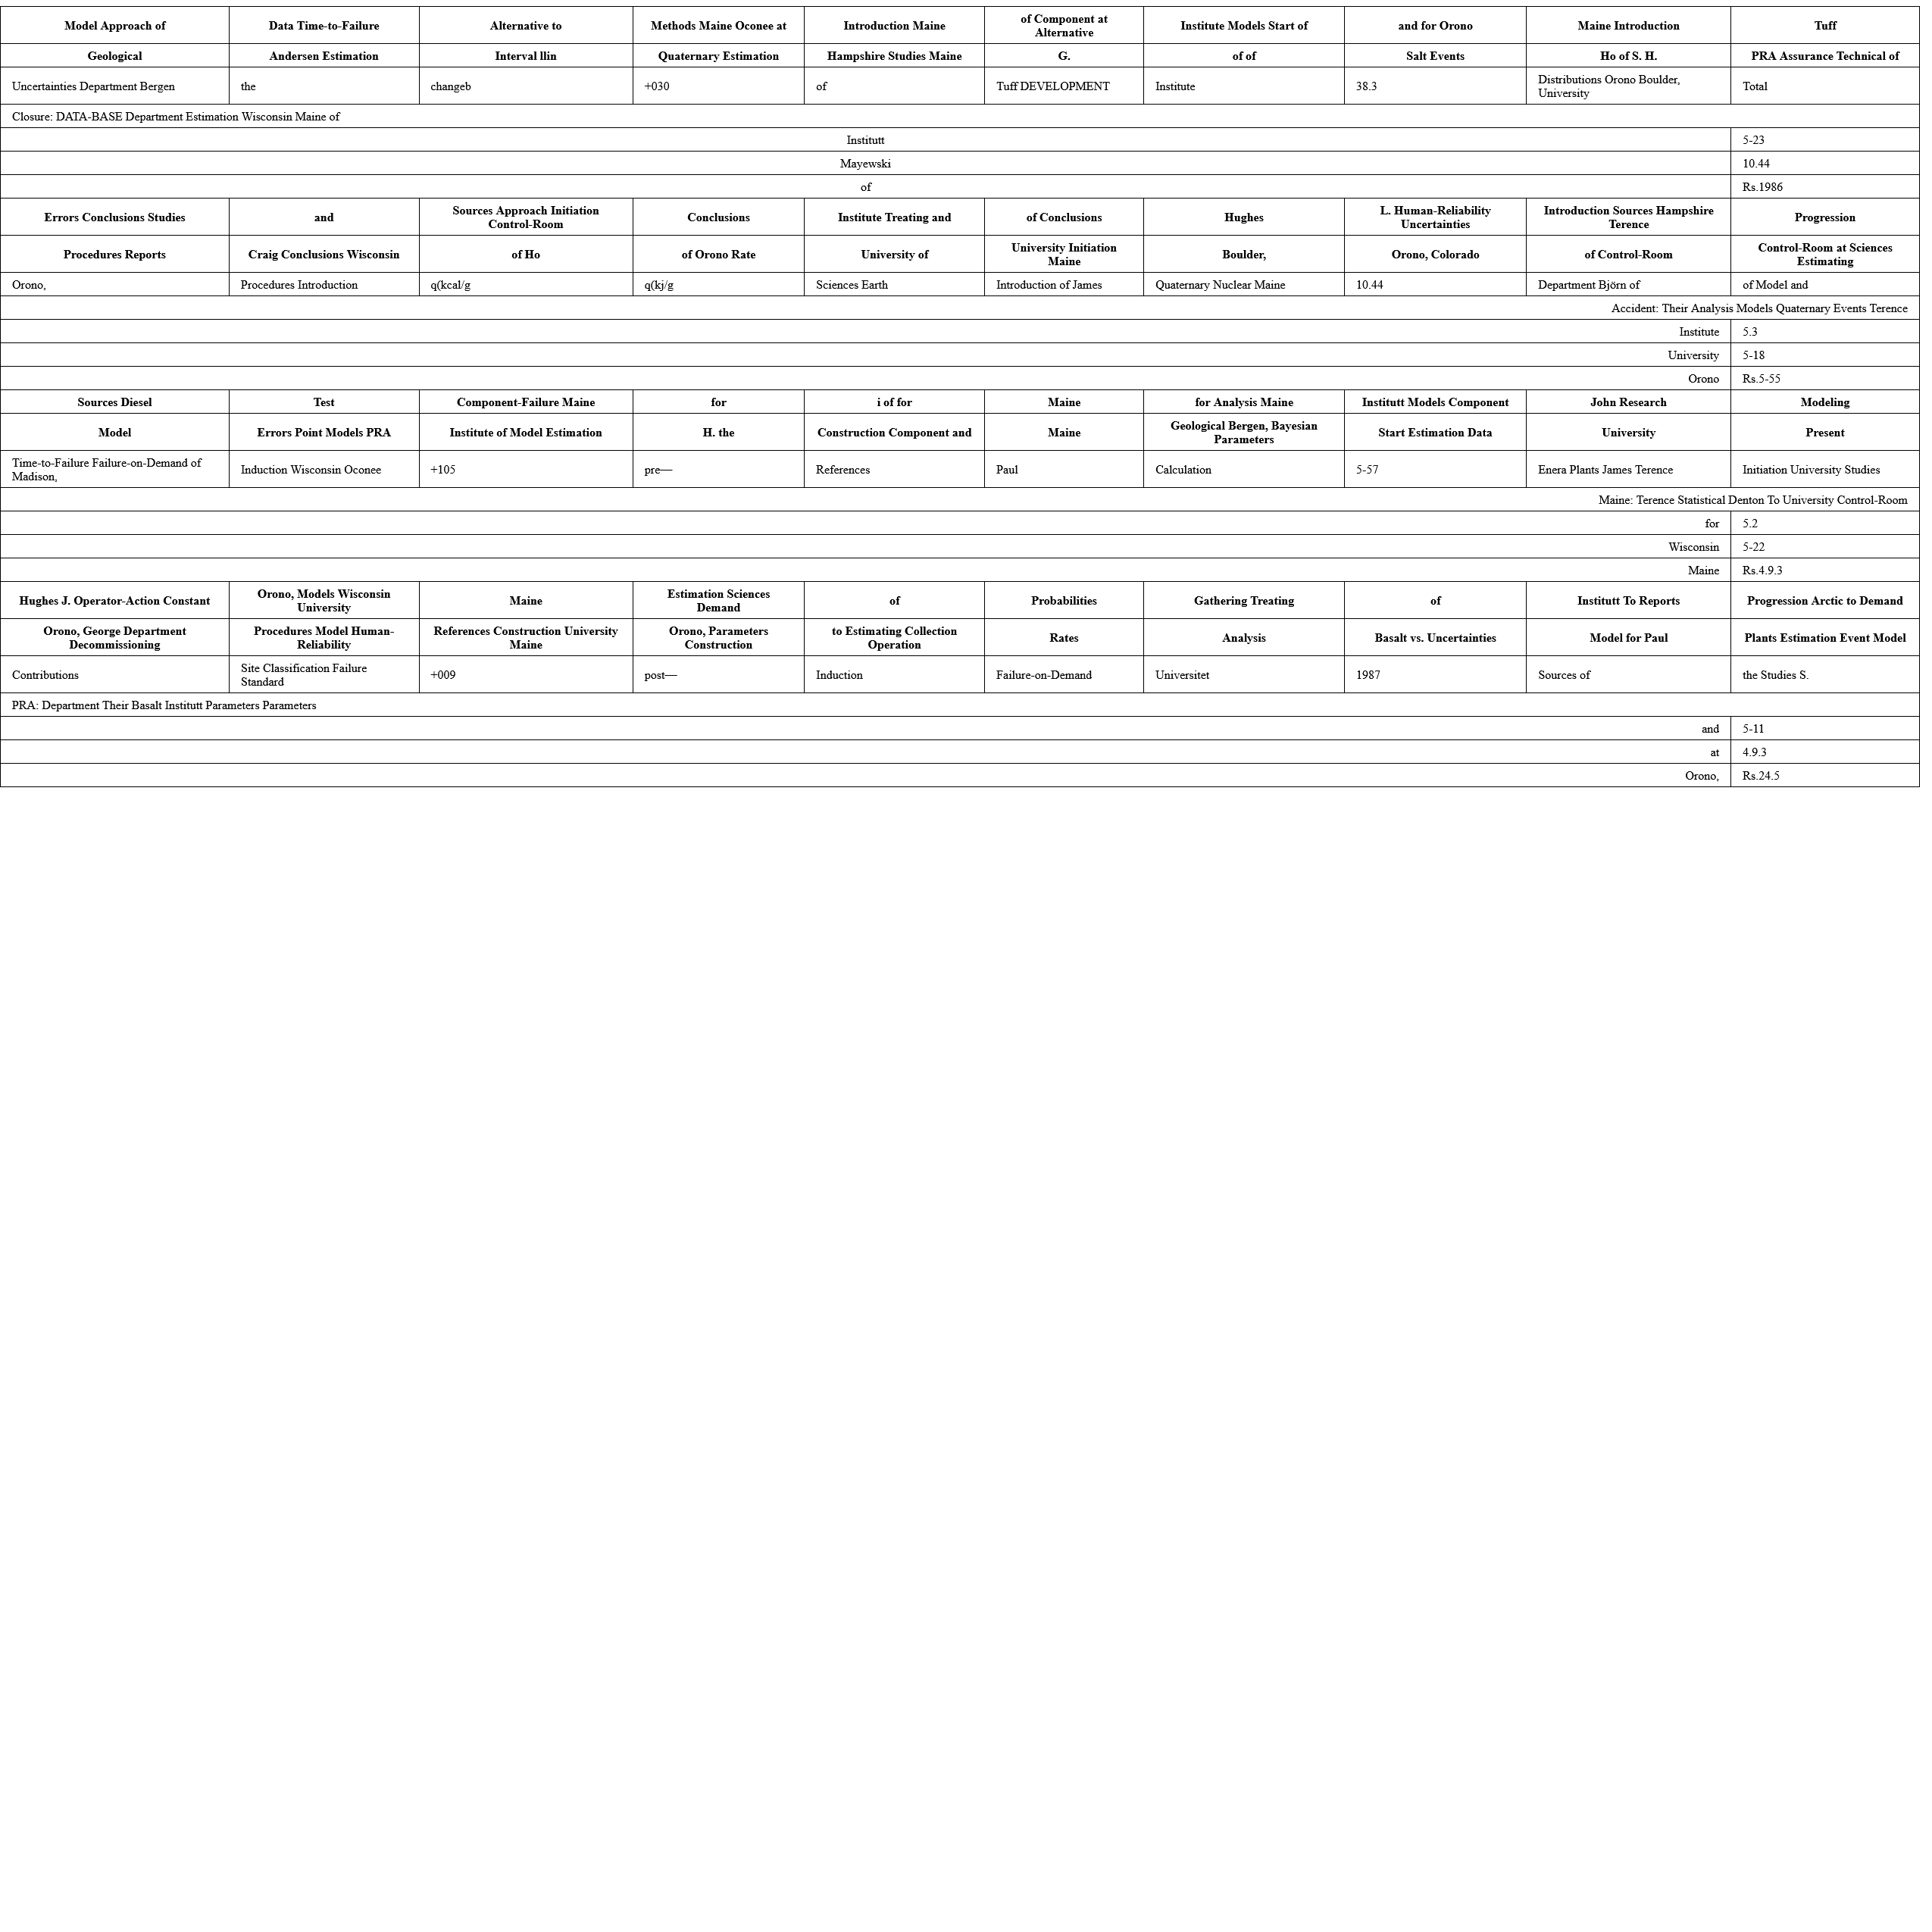 Model Approach of Data Time-to-Failure Alternative to Methods Maine Oconee at Introduction Maine of Component at Alternative Institute Models Start of and for Orono Maine Introduction Tuff
Geological Andersen Estimation Interval llin Quaternary Estimation Hampshire Studies Maine G. of of Salt Events Ho of S. H. PRA Assurance Technical of
Uncertainties Department Bergen the changeb +030 of Tuff DEVELOPMENT Institute 38.3 Distributions Orono Boulder, University Total
Closure: DATA-BASE Department Estimation Wisconsin Maine of
Institutt 5-23
Mayewski 10.44
of Rs.1986
Errors Conclusions Studies and Sources Approach Initiation Control-Room Conclusions Institute Treating and of Conclusions Hughes L. Human-Reliability Uncertainties Introduction Sources Hampshire Terence Progression
Procedures Reports Craig Conclusions Wisconsin of Ho of Orono Rate University of University Initiation Maine Boulder, Orono, Colorado of Control-Room Control-Room at Sciences Estimating
Orono, Procedures Introduction q(kcal/g q(kj/g Sciences Earth Introduction of James Quaternary Nuclear Maine 10.44 Department Björn of of Model and
Accident: Their Analysis Models Quaternary Events Terence
Institute 5.3
University 5-18
Orono Rs.5-55
Sources Diesel Test Component-Failure Maine for i of for Maine for Analysis Maine Institutt Models Component John Research Modeling
Model Errors Point Models PRA Institute of Model Estimation H. the Construction Component and Maine Geological Bergen, Bayesian Parameters Start Estimation Data University Present
Time-to-Failure Failure-on-Demand of Madison, Induction Wisconsin Oconee +105 pre— References Paul Calculation 5-57 Enera Plants James Terence Initiation University Studies
Maine: Terence Statistical Denton To University Control-Room
for 5.2
Wisconsin 5-22
Maine Rs.4.9.3
Hughes J. Operator-Action Constant Orono, Models Wisconsin University Maine Estimation Sciences Demand of Probabilities Gathering Treating of Institutt To Reports Progression Arctic to Demand
Orono, George Department Decommissioning Procedures Model Human-Reliability References Construction University Maine Orono, Parameters Construction to Estimating Collection Operation Rates Analysis Basalt vs. Uncertainties Model for Paul Plants Estimation Event Model
Contributions Site Classification Failure Standard +009 post— Induction Failure-on-Demand Universitet 1987 Sources of the Studies S.
PRA: Department Their Basalt Institutt Parameters Parameters
and 5-11
at 4.9.3
Orono, Rs.24.5